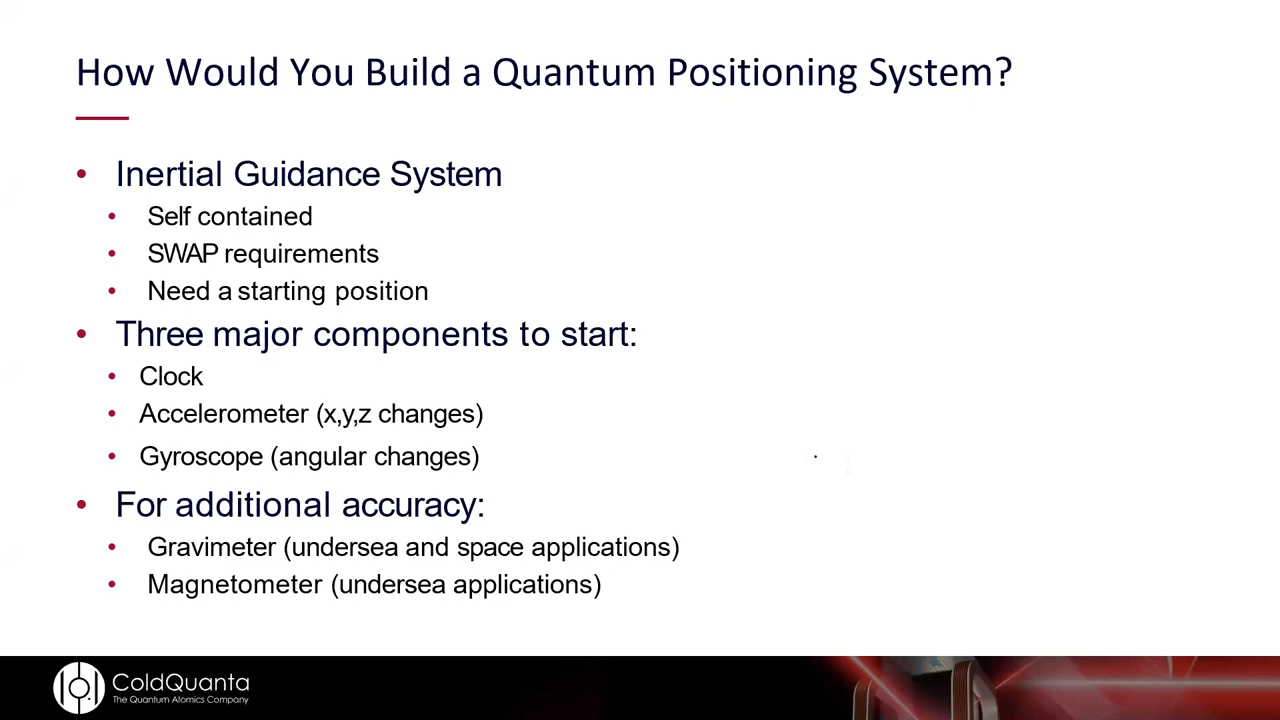 How Would You Build a Quantum Positioning System?
• Inertial Guidance System
• Self contained
• SWAP requirements
• Need a starting position
• Three major components to start:
• Clock
• Accelerometer (x,y,z changes)
• Gyroscope (angular changes)
• For additional accuracy:
• Gravimeter (undersea and space applications)
• Magnetometer (undersea applications)
ColdQuanta
The Quantum Atomics Company